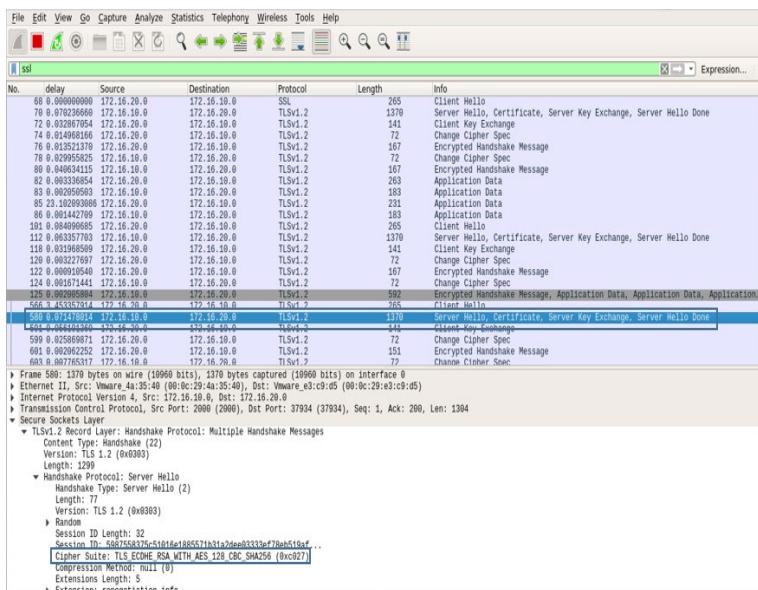 File Edit View Go Capture Analyze Statistics Telephony Wireless Tools Help
ssl Expression...
No. delay Source Destination Protocol Length Info
68 0.000000000 172.16.20.0 172.16.10.0 SSL 265 Client Hello
70 0.070236660 172.16.10.0 172.16.20.0 TLSv1.2 1370 Server Hello, Certificate, Server Key Exchange, Server Hello Done
72 0.032867054 172.16.20.0 172.16.10.0 TLSv1.2 141 Client Key Exchange
74 0.014968166 172.16.20.0 172.16.10.0 TLSv1.2 72 Change Cipher Spec
76 0.013521370 172.16.20.0 172.16.10.0 TLSv1.2 167 Encrypted Handshake Message
78 0.029955825 172.16.10.0 172.16.20.0 TLSv1.2 72 Change Cipher Spec
80 0.040634115 172.16.10.0 172.16.20.0 TLSv1.2 167 Encrypted Handshake Message
82 0.003336854 172.16.20.0 172.16.10.0 TLSv1.2 263 Application Data
83 0.002050503 172.16.10.0 172.16.20.0 TLSv1.2 183 Application Data
85 23.102093086 172.16.20.0 172.16.10.0 TLSv1.2 231 Application Data
86 0.001442709 172.16.10.0 172.16.20.0 TLSv1.2 183 Application Data
101 0.084090685 172.16.20.0 172.16.10.0 TLSv1.2 265 Client Hello
112 0.063357703 172.16.10.0 172.16.20.0 TLSv1.2 1370 Server Hello, Certificate, Server Key Exchange, Server Hello Done
118 0.031968509 172.16.20.0 172.16.10.0 TLSv1.2 141 Client Key Exchange
120 0.003227697 172.16.20.0 172.16.10.0 TLSv1.2 72 Change Cipher Spec
122 0.000910540 172.16.20.0 172.16.10.0 TLSv1.2 167 Encrypted Handshake Message
124 0.001671441 172.16.10.0 172.16.20.0 TLSv1.2 72 Change Cipher Spec
125 172.16.10.0 172.16.20.0 TLSv1.2 592 Encrypted Handshake Message, Application Data, Application Data, Application
566 3.453357914 172.16.20.0 172.16.10.0 TLSv1.2 265 Client Hello
580 0.071478014 172.16.10.0 172.16.20.0 TLSv1.2 1370 Server Hello, Certificate, Server Key Exchange, Server Hello Done
TLSv1.2 141 Client Key Exchange
599 0.025869871 172.16.20.0 172.16.10.0 TLSv1.2 72 Change Cipher Spec
601 0.002062252 172.16.20.0 172.16.10.0 TLSv1.2 151 Encrypted Handshake Message
603 0.007765317 172.16.10.0 172.16.20.0 TLSv1.2 72 Change Cipher Spec
Frame 580: 1370 bytes on wire (10960 bits), 1370 bytes captured (10960 bits) on interface 0
Ethernet II, Src: Vmware_4a:35:40 (00:0c:29:4a:35:40), Dst: Vmware_e3:c9:d5 (00:0c:29:e3:c9:d5)
Internet Protocol Version 4, Src: 172.16.10.0, Dst: 172.16.20.0
Transmission Control Protocol, Src Port: 2000 (2000), Dst Port: 37934 (37934), Seq: 1, Ack: 200, Len: 1304
Secure Sockets Layer
TLSv1.2 Record Layer: Handshake Protocol: Multiple Handshake Messages
Content Type: Handshake (22)
Version: TLS 1.2 (0x0303)
Length: 1299
Handshake Protocol: Server Hello
Handshake Type: Server Hello (2)
Length: 77
Version: TLS 1.2 (0x0303)
Random
Session ID Length: 32
Session ID:
Cipher Suite: TLS_ECDHE_RSA_WITH_AES_128_CBC_SHA256 (0xc027)
Compression Method: null (0)
Extensions Length: 5
Extension: renegotiation_info